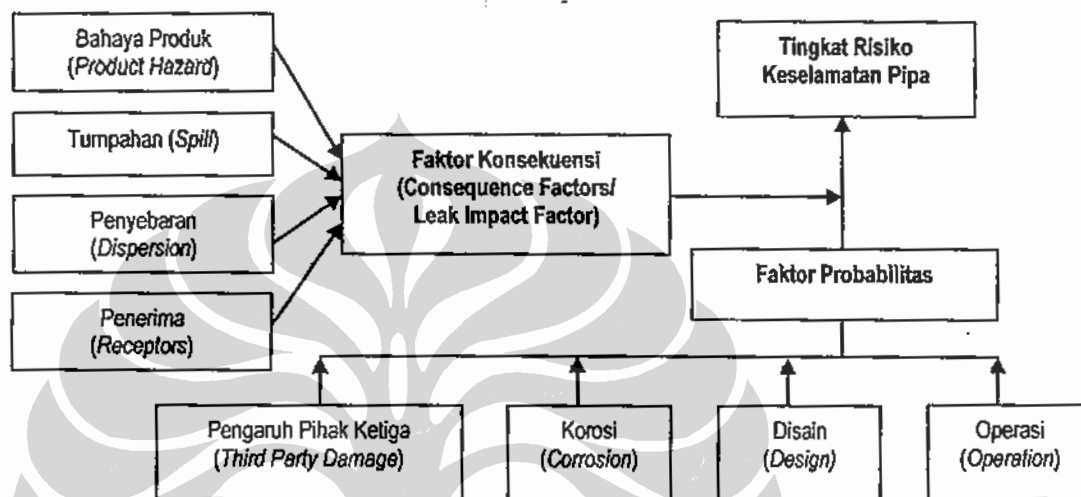 Bahaya Produk
(Product Hazard)
Tumpahan (Spill)
Penyebaran
(Dispersion)
Penerima
(Receptors)
Faktor Konsekuensi
(Consequence Factors/
Leak Impact Factor)
Tingkat Risiko
Keselamatan Pipa
Faktor Probabilitas
Pengaruh Pihak Ketiga
(Third Party Damage)
Korosi
(Corrosion)
Disain
(Design)
Operasi
(Operation)